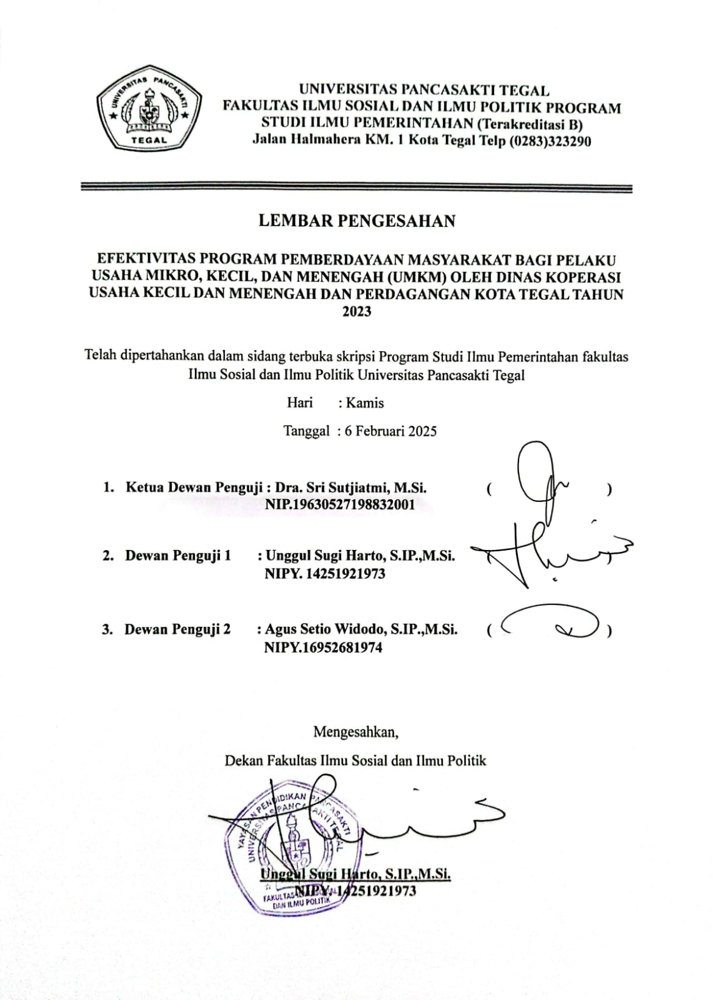 UNIVERSITAS PANCASAKTI
TEGAL
UNIVERSITAS PANCASAKTI TEGAL
FAKULTAS ILMU SOSIAL DAN ILMU POLITIK PROGRAM
STUDI ILMU PEMERINTAHAN (Terakreditasi B)
Jalan Halmahera KM. 1 Kota Tegal Telp (0283)323290
LEMBAR PENGESAHAN
EFEKTIVITAS PROGRAM PEMBERDAYAAN MASYARAKAT BAGI PELAKU
USAHA MIKRO, KECIL, DAN MENENGAH (UMKM) OLEH DINAS KOPERASI
USAHA KECIL DAN MENENGAH DAN PERDAGANGAN KOTA TEGAL TAHUN
2023
Telah dipertahankan dalam sidang terbuka skripsi Program Studi Ilmu Pemerintahan fakultas
Ilmu Sosial dan Ilmu Politik Universitas Pancasakti Tegal
Hari : Kamis
Tanggal : 6 Februari 2025
1. Ketua Dewan Penguji : Dra. Sri Sutjiatmi, M.Si. ( )
NIP.19630527198832001
2. Dewan Penguji 1 : Unggul Sugi Harto, S.IP.,M.Si. ( )
NIPY. 14251921973
3. Dewan Penguji 2 : Agus Setio Widodo, S.IP.,M.Si. ( )
NIPY.16952681974
Mengesahkan,
Dekan Fakultas Ilmu Sosial dan Ilmu Politik
YAYASAN PENDIDIKAN PANCASAKTI
UNIVERSITAS PANCASAKTI TEGAL
Unggul Sugi Harto, S.IP.,M.Si.
NIPY. 14251921973
FAKULTAS
DAN ILMU POLITIK